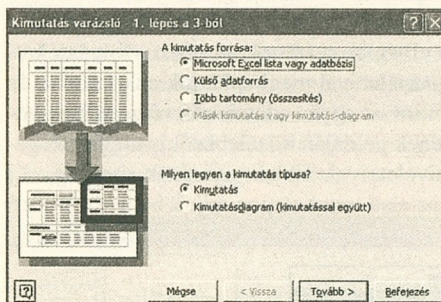 Kimutatás varázsló - 1. lépés a 3-ból
A kimutatás forrása:
Microsoft Excel lista vagy adatbázis
Külső adatforrás
Több tartomány (összesítés)
Másik kimutatás vagy kimutatás-diagram
Milyen legyen a kimutatás típusa?
Kimutatás
Kimutatásdiagram (kimutatással együtt)
Mégse
< Vissza
Tovább >
Befejezés